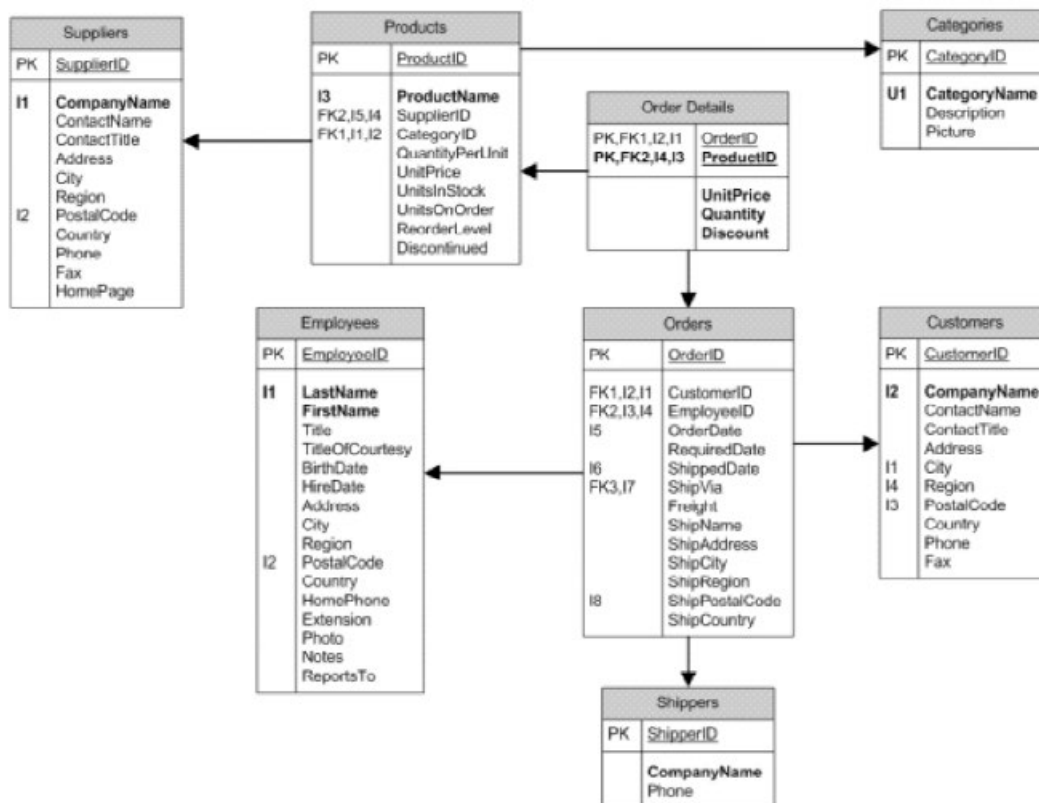 Suppliers
PK SupplierID
I1 CompanyName
ContactName
ContactTitle
Address
City
Region
I2 PostalCode
Country
Phone
Fax
HomePage
Products
PK ProductID
I3 ProductName
FK2,I5,I4 SupplierID
FK1,I1,I2 CategoryID
QuantityPerUnit
UnitPrice
UnitsInStock
UnitsOnOrder
ReorderLevel
Discontinued
Categories
PK CategoryID
U1 CategoryName
Description
Picture
Order Details
PK,FK1,I2,I1 OrderID
PK,FK2,I4,I3 ProductID
UnitPrice
Quantity
Discount
Employees
PK EmployeeID
I1 LastName
FirstName
Title
TitleOfCourtesy
BirthDate
HireDate
Address
City
Region
I2 PostalCode
Country
HomePhone
Extension
Photo
Notes
ReportsTo
Orders
PK OrderID
FK1,I2,I1 CustomerID
FK2,I3,I4 EmployeeID
I5 OrderDate
RequiredDate
I6 ShippedDate
FK3,I7 ShipVia
Freight
ShipName
ShipAddress
ShipCity
ShipRegion
I8 ShipPostalCode
ShipCountry
Customers
PK CustomerID
I2 CompanyName
ContactName
ContactTitle
Address
I1 City
I4 Region
I3 PostalCode
Country
Phone
Fax
Shippers
PK ShipperID
CompanyName
Phone